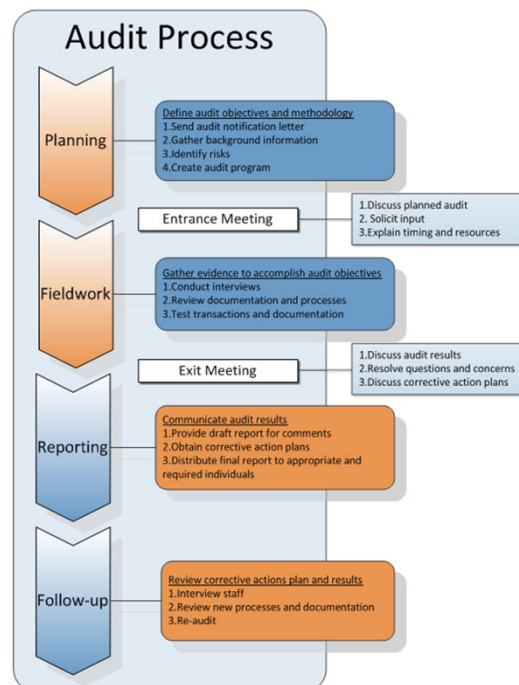 Audit Process
Planning
Define audit objectives and methodology
1.Send audit notification letter
2.Gather background information
3.Identify risks
4.Create audit program
Entrance Meeting
1.Discuss planned audit
2. Solicit input
3.Explain timing and resources
Fieldwork
Gather evidence to accomplish audit objectives
1.Conduct interviews
2.Review documentation and processes
3.Test transactions and documentation
Exit Meeting
1.Discuss audit results
2.Resolve questions and concerns
3.Discuss corrective action plans
Reporting
Communicate audit results
1.Provide draft report for comments
2.Obtain corrective action plans
3.Distribute final report to appropriate and
required individuals
Follow-up
Review corrective actions plan and results
1.Interview staff
2.Review new processes and documentation
3.Re-audit